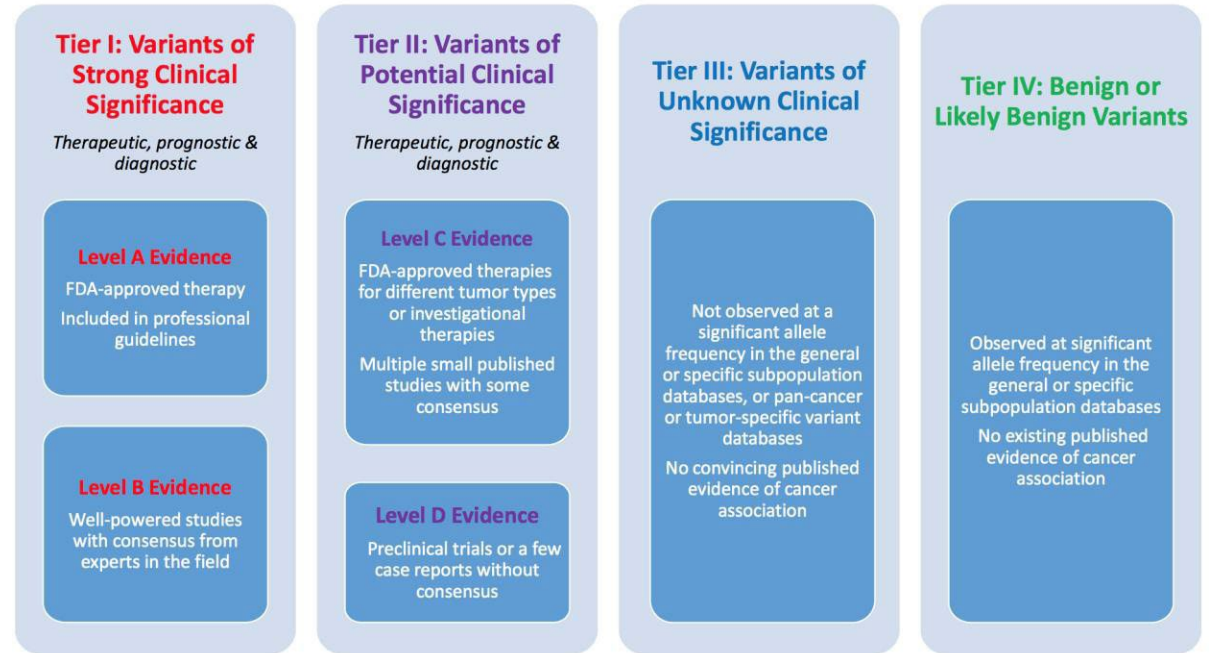 Tier I: Variants of
Strong Clinical
Significance
Therapeutic, prognostic &
diagnostic
Level A Evidence
FDA-approved therapy
Included in professional
guidelines
Level B Evidence
Well-powered studies
with consensus from
experts in the field
Tier II: Variants of
Potential Clinical
Significance
Therapeutic, prognostic &
diagnostic
Level C Evidence
FDA-approved therapies
for different tumor types
or investigational
therapies
Multiple small published
studies with some
consensus
Level D Evidence
Preclinical trials or a few
case reports without
consensus
Tier III: Variants of
Unknown Clinical
Significance
Not observed at a
significant allele
frequency in the general
or specific subpopulation
databases, or pan-cancer
or tumor-specific variant
databases
No convincing published
evidence of cancer
association
Tier IV: Benign or
Likely Benign Variants
Observed at significant
allele frequency in the
general or specific
subpopulation databases
No existing published
evidence of cancer
association